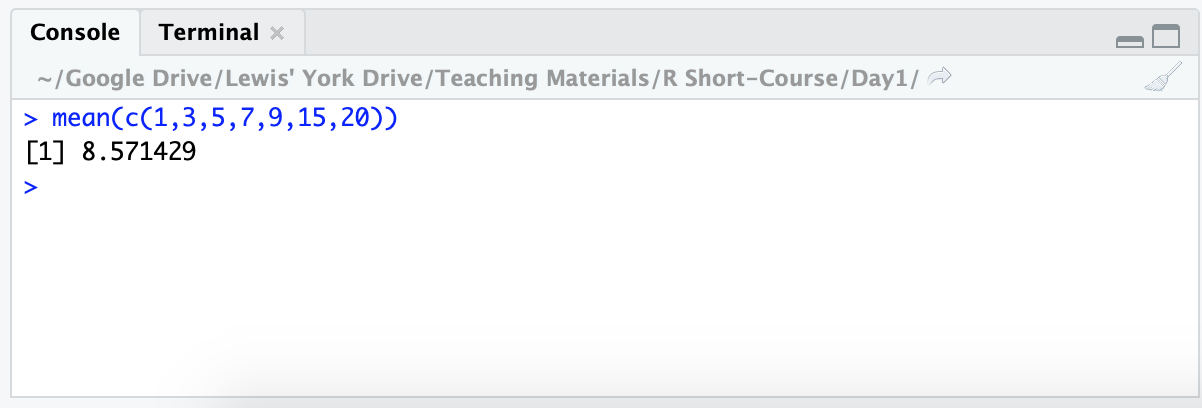 Console Terminal
~/Google Drive/Lewis' York Drive/Teaching Materials/R Short-Course/Day1/
> mean(c(1,3,5,7,9,15,20))
[1] 8.571429
>